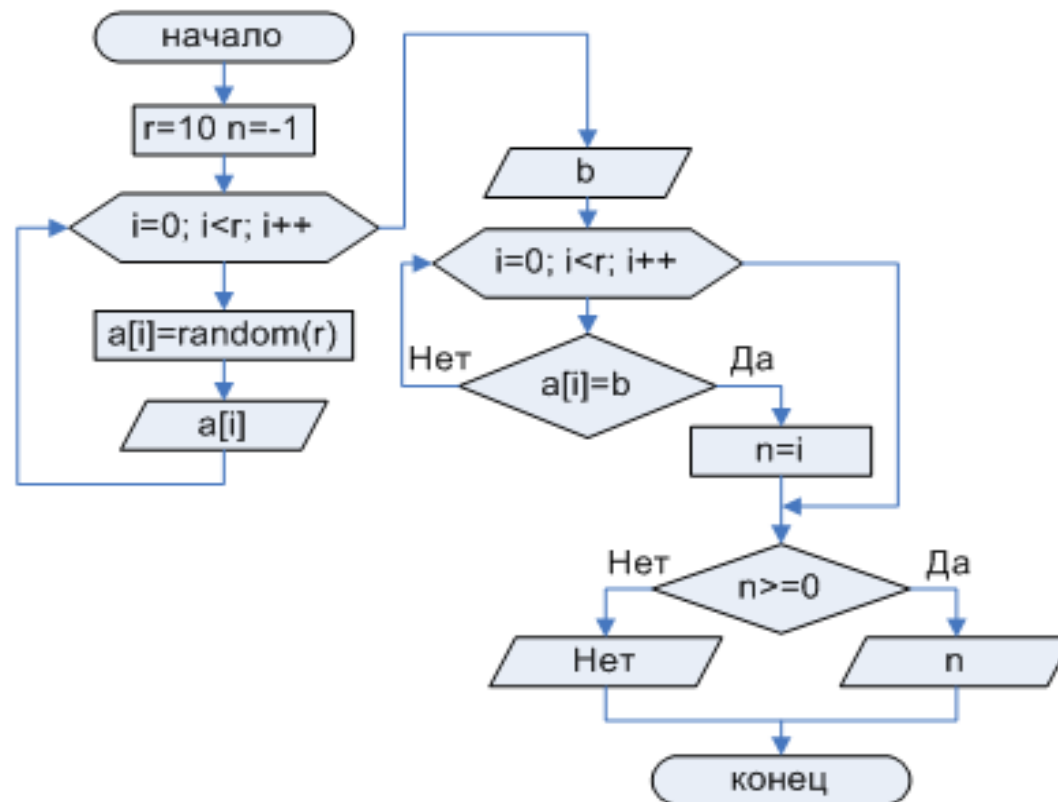 начало
r=10 n=-1
i=0; i<r; i++
a[i]=random(r)
a[i]
b
i=0; i<r; i++
Нет
Да
a[i]=b
n=i
Нет
Да
n>=0
Нет
n
конец